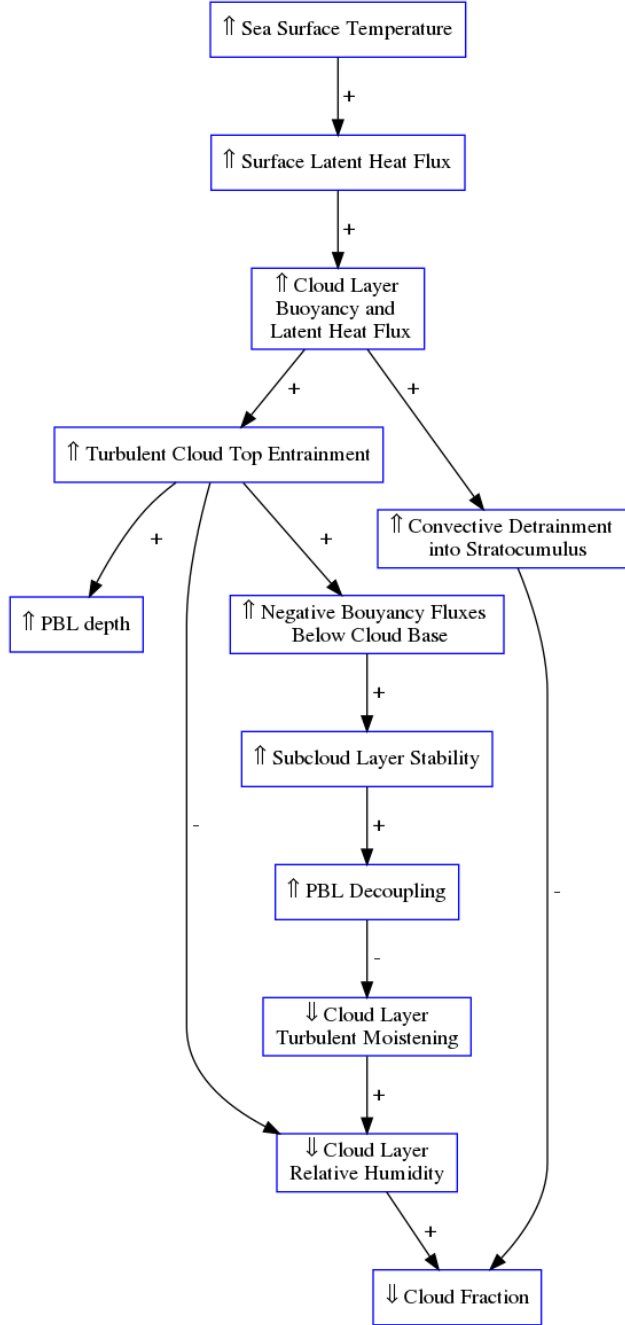 ⇑ Sea Surface Temperature
+
⇑ Surface Latent Heat Flux
+
⇑ Cloud Layer
Buoyancy and
Latent Heat Flux
+
+
⇑ Turbulent Cloud Top Entrainment
⇑ Convective Detrainment
into Stratocumulus
+
+
⇑ PBL depth
⇑ Negative Bouyancy Fluxes
Below Cloud Base
+
⇑ Subcloud Layer Stability
-
+
⇑ PBL Decoupling
-
-
⇓ Cloud Layer
Turbulent Moistening
+
⇓ Cloud Layer
Relative Humidity
+
⇓ Cloud Fraction